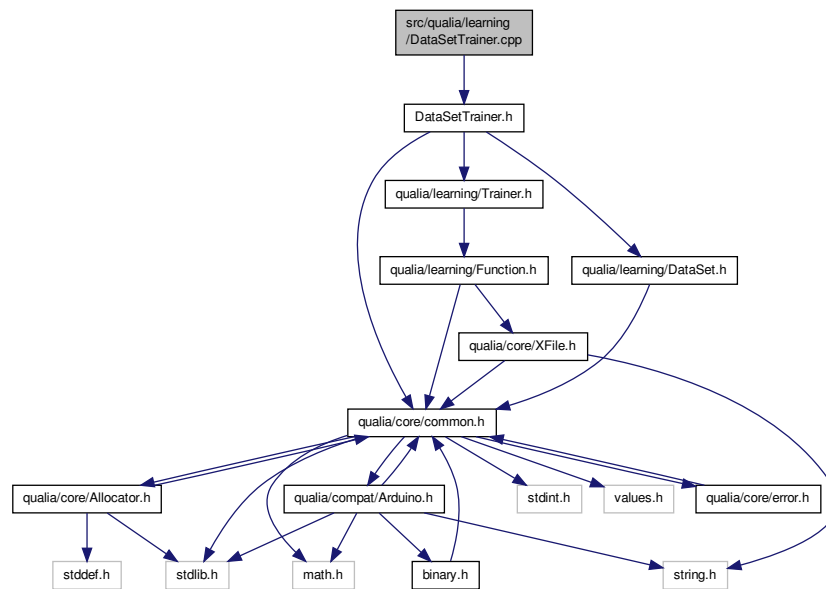 src/qualia/learning
/DataSetTrainer.cpp
DataSetTrainer.h
qualia/learning/Trainer.h
qualia/learning/Function.h
qualia/learning/DataSet.h
qualia/core/XFile.h
qualia/core/common.h
qualia/core/Allocator.h
qualia/compat/Arduino.h
stdint.h
values.h
qualia/core/error.h
stddef.h
stdlib.h
math.h
binary.h
string.h